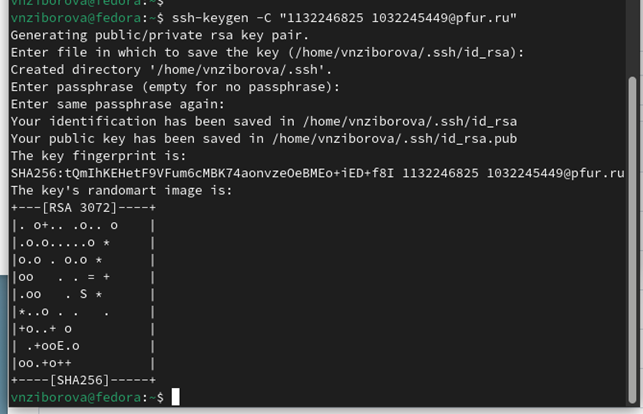 vnziborova@fedora:~$
vnziborova@fedora:~$ ssh-keygen -C "1132246825 1032245449@pfur.ru"
Generating public/private rsa key pair.
Enter file in which to save the key (/home/vnziborova/.ssh/id_rsa):
Created directory '/home/vnziborova/.ssh'.
Enter passphrase (empty for no passphrase):
Enter same passphrase again:
Your identification has been saved in /home/vnziborova/.ssh/id_rsa
Your public key has been saved in /home/vnziborova/.ssh/id_rsa.pub
The key fingerprint is:
SHA256:tQmIhKEHetF9VFum6cMBK74aonvzeOeBMEo+iED+f8I 1132246825 1032245449@pfur.ru
The key's randomart image is:
+---[RSA 3072]----+
|. o+.. .o.. o    |
|.o.o.....o *     |
|o.o . o.o *      |
|oo   . . = +     |
|.oo   . S *      |
|*..o . .   .     |
|+o..+ o          |
| .+ooE.o         |
|oo.+o++          |
+----[SHA256]-----+
vnziborova@fedora:~$